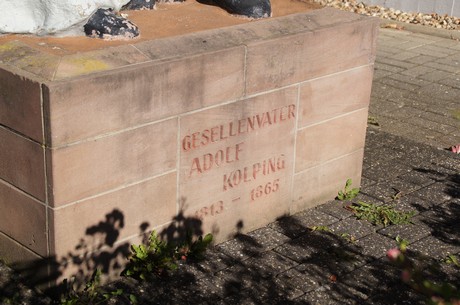 GESELLENVATER
ADOLF
KOLPING
1813 - 1865